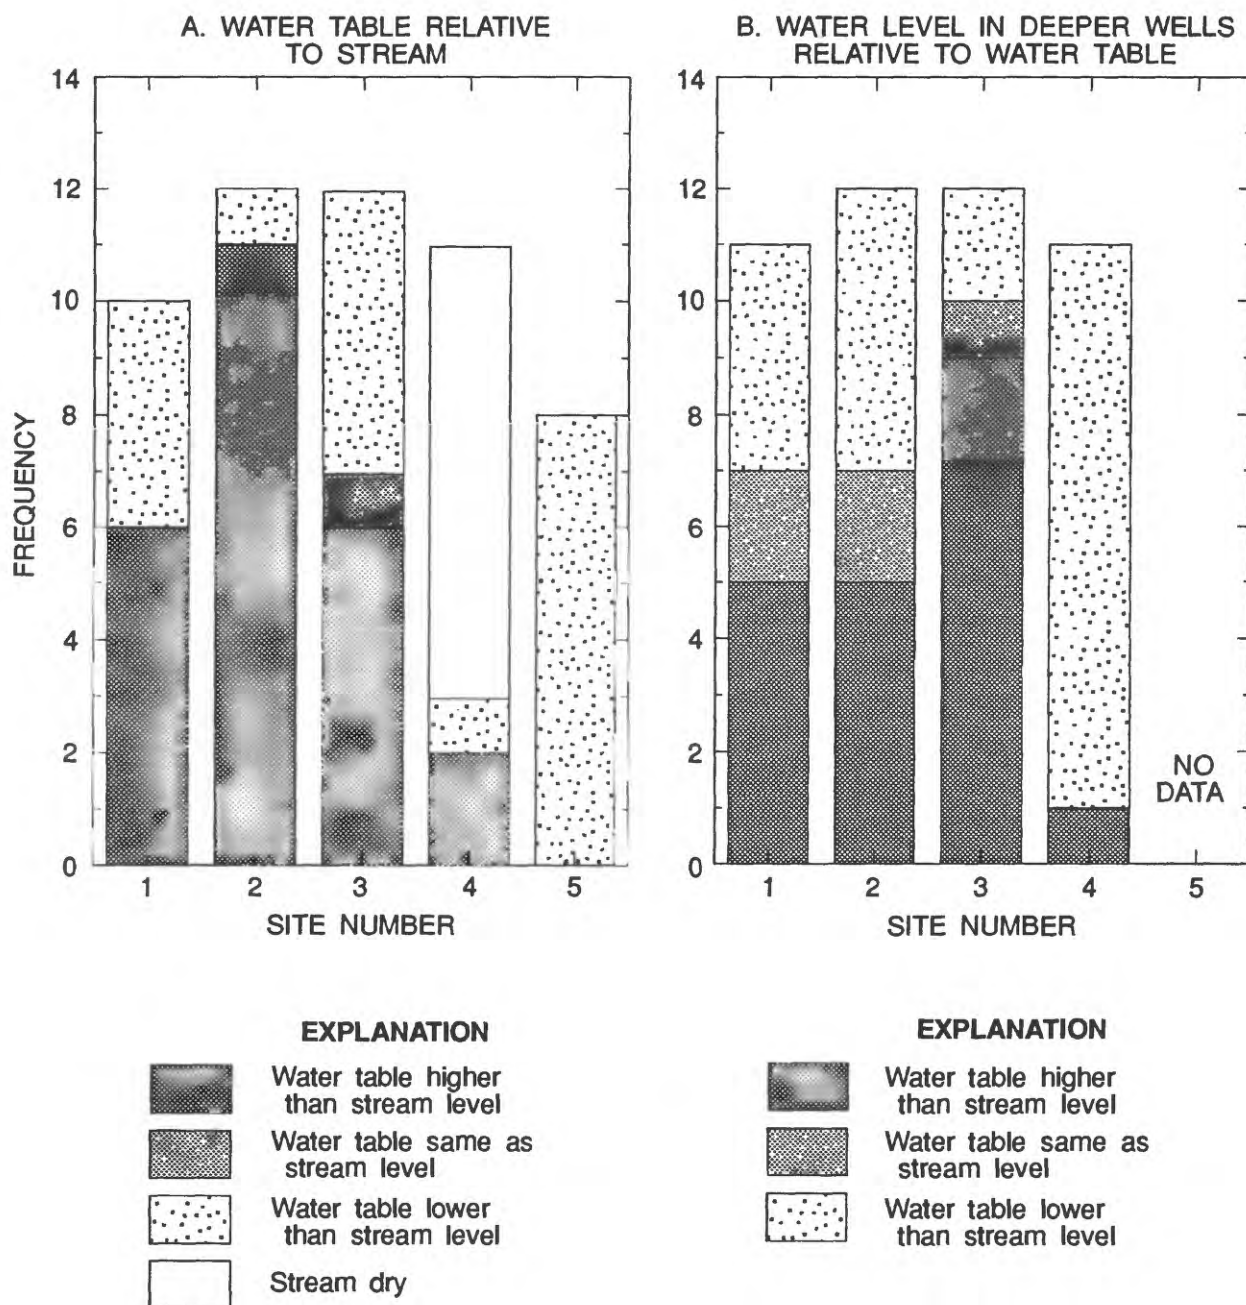 A. WATER TABLE RELATIVE
TO STREAM
14
12
10
8
6
4
2
0
FREQUENCY
1 2 3 4 5
SITE NUMBER
B. WATER LEVEL IN DEEPER WELLS
RELATIVE TO WATER TABLE
14
12
10
8
6
4
2
0
NO
DATA
1 2 3 4 5
SITE NUMBER
EXPLANATION
Water table higher
than stream level
Water table same as
stream level
Water table lower
than stream level
Stream dry
EXPLANATION
Water table higher
than stream level
Water table same as
stream level
Water table lower
than stream level